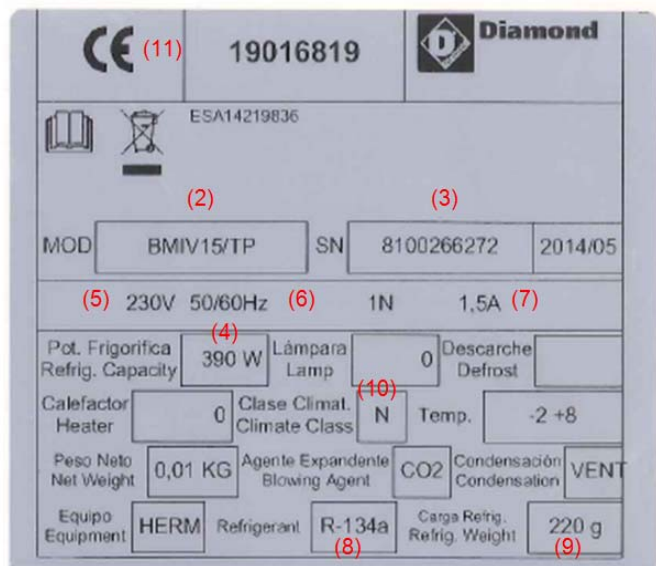 CE (11) 19016819 Diamond
ESA14219836
(2) (3)
MOD BMIV15/TP SN 8100266272 2014/05
(5) 230V 50/60Hz (6) 1N 1,5A (7)
(4)
Pot. Frigorifica 390 W Lámpara 0 Descarche
Refrig. Capacity Lamp Defrost
(10)
Calefactor 0 Clase Climat. N Temp. -2 +8
Heater Climate Class
Peso Neto 0,01 KG Agente Expandente CO2 Condensación VENT
Net Weight Blowing Agent Condensation
Equipo HERM Refrigerant R-134a Carga Refrig. 220 g
Equipment Refrig. Weight
(8) (9)